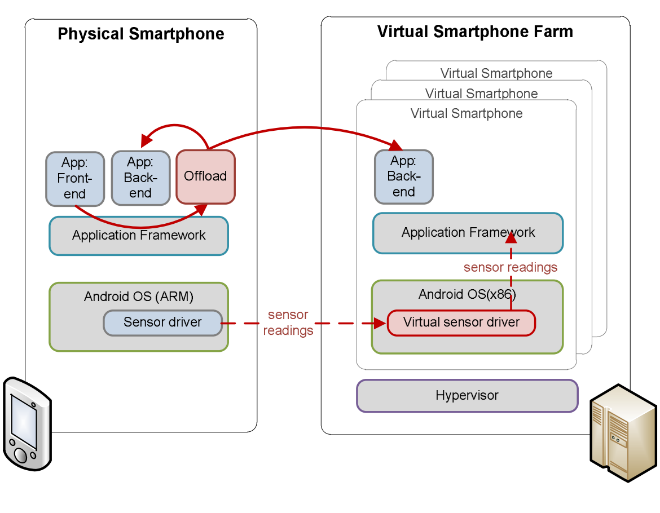 Physical Smartphone
Virtual Smartphone Farm
Virtual Smartphone
Virtual Smartphone
Virtual Smartphone
App:
Front-
end
App:
Back-
end
Offload
App:
Back-
end
Application Framework
Application Framework
sensor readings
Android OS (ARM)
Android OS(x86)
Sensor driver
sensor
readings
Virtual sensor driver
Hypervisor